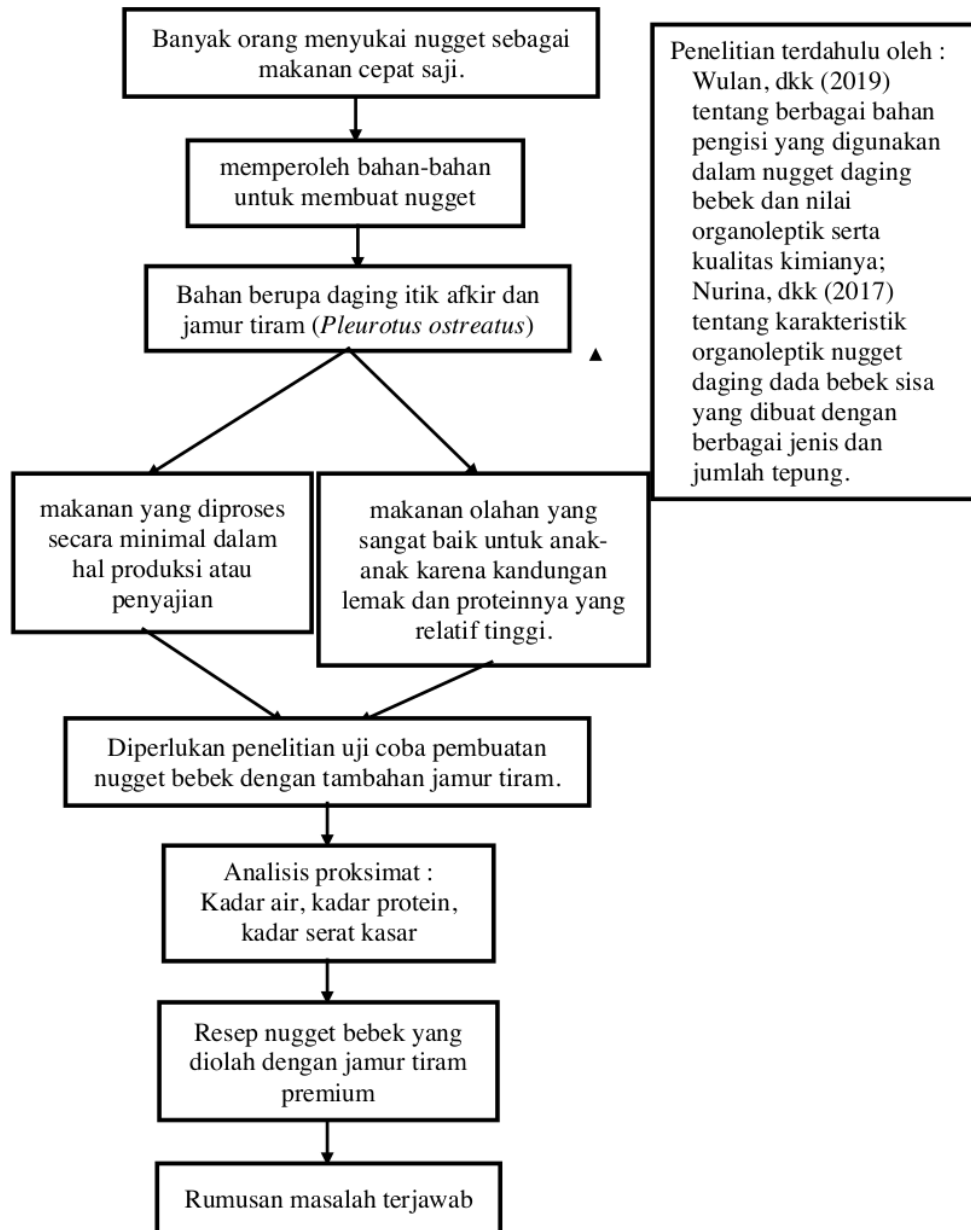 Banyak orang menyukai nugget sebagai
makanan cepat saji.
memperoleh bahan-bahan
untuk membuat nugget
Bahan berupa daging itik afkir dan
jamur tiram (Pleurotus ostreatus)
makanan yang diproses
secara minimal dalam
hal produksi atau
penyajian
makanan olahan yang
sangat baik untuk anak-
anak karena kandungan
lemak dan proteinnya yang
relatif tinggi.
Diperlukan penelitian uji coba pembuatan
nugget bebek dengan tambahan jamur tiram.
Analisis proksimat :
Kadar air, kadar protein,
kadar serat kasar
Resep nugget bebek yang
diolah dengan jamur tiram
premium
Rumusan masalah terjawab
Penelitian terdahulu oleh :
Wulan, dkk (2019)
tentang berbagai bahan
pengisi yang digunakan
dalam nugget daging
bebek dan nilai
organoleptik serta
kualitas kimianya;
Nurina, dkk (2017)
tentang karakteristik
organoleptik nugget
daging dada bebek sisa
yang dibuat dengan
berbagai jenis dan
jumlah tepung.